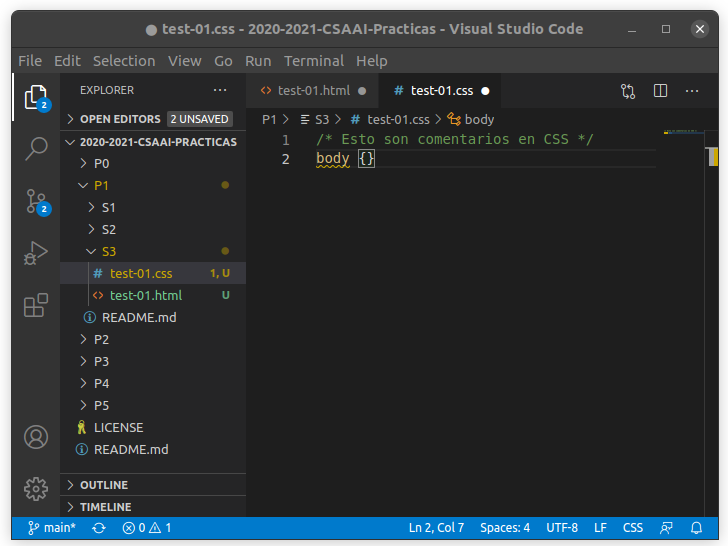 test-01.css - 2020-2021-CSAAI-Practicas - Visual Studio Code
File Edit Selection View Go Run Terminal Help
EXPLORER
OPEN EDITORS 2 UNSAVED
2020-2021-CSAAI-PRACTICAS
P0
P1
S1
S2
S3
# test-01.css 1, U
<> test-01.html U
README.md
P2
P3
P4
P5
LICENSE
README.md
OUTLINE
TIMELINE
2
2
<> test-01.html # test-01.css
P1 > S3 > # test-01.css > body
1 /* Esto son comentarios en CSS */
2 body {}
main* 0 1 Ln 2, Col 7 Spaces: 4 UTF-8 LF CSS